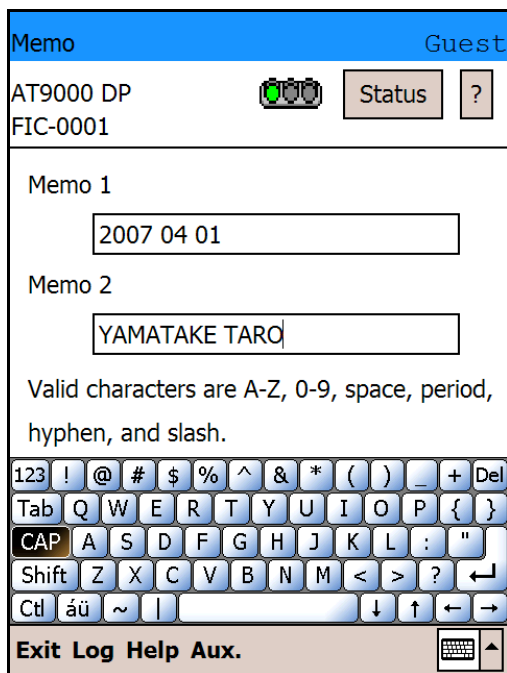 Memo Guest
AT9000 DP Status ?
FIC-0001
Memo 1
2007 04 01
Memo 2
YAMATAKE TARO
Valid characters are A-Z, 0-9, space, period,
hyphen, and slash.
123 ! @ # $ % ^ & * ( ) _ + Del
Tab Q W E R T Y U I O P { }
CAP A S D F G H J K L : "
Shift Z X C V B N M < > ? ↵
Ctl áü ~ | ↓ ↑ ← →
Exit Log Help Aux.